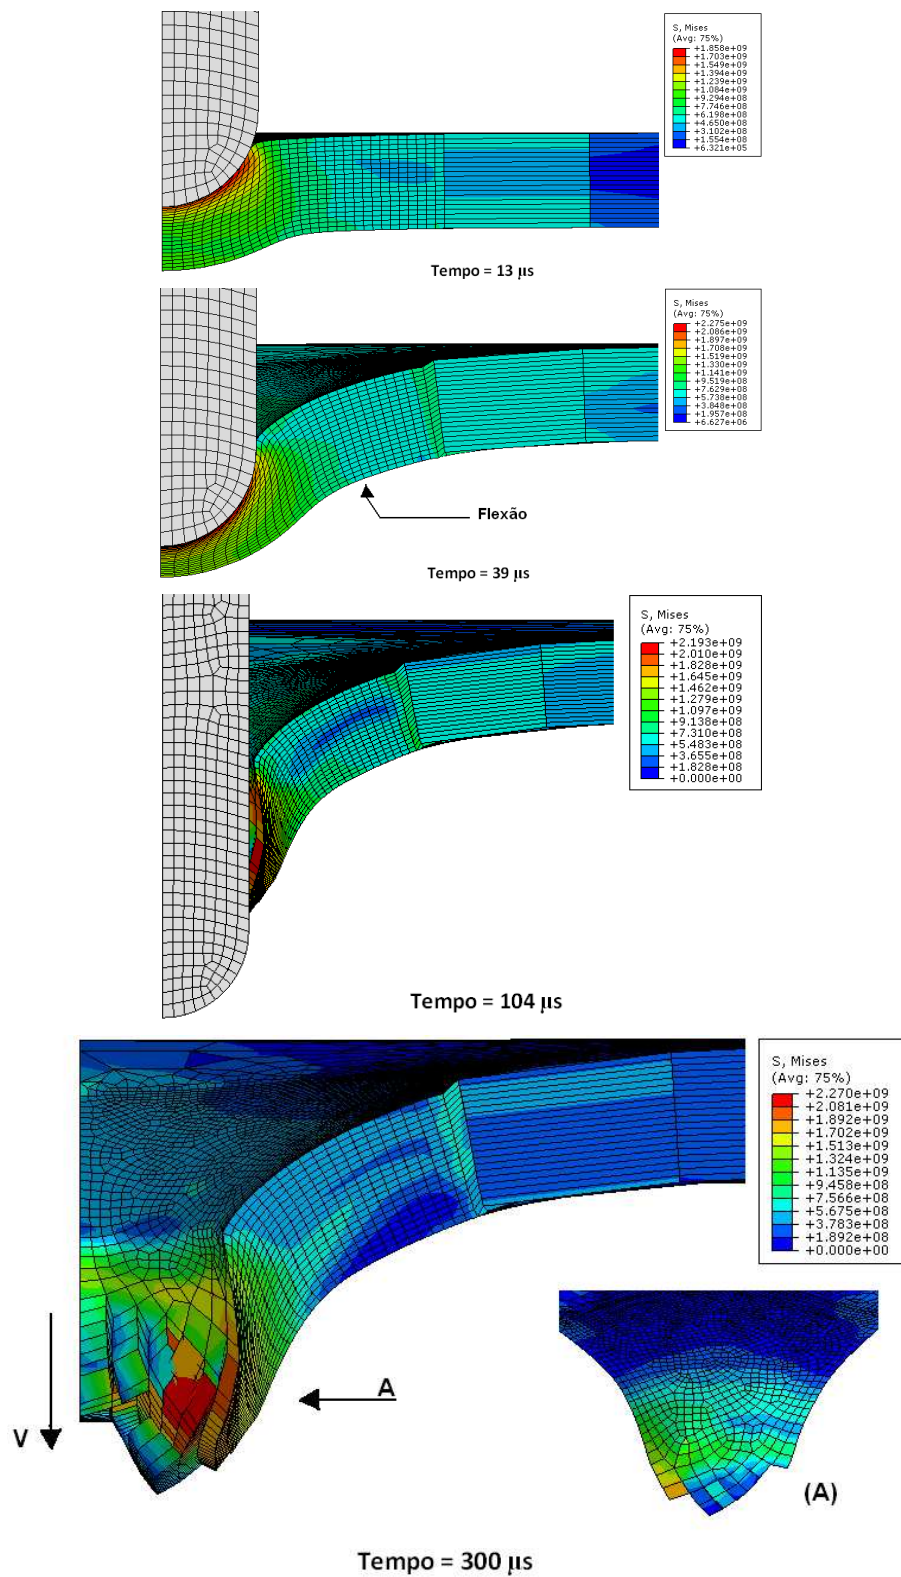 S, Mises
(Avg: 75%)
+1.858e+09
+1.703e+09
+1.549e+09
+1.394e+09
+1.239e+09
+1.084e+09
+9.294e+08
+7.746e+08
+6.198e+08
+4.650e+08
+3.102e+08
+1.554e+08
+6.321e+05
Tempo = 13 μs
S, Mises
(Avg: 75%)
+2.275e+09
+2.086e+09
+1.897e+09
+1.708e+09
+1.519e+09
+1.330e+09
+1.141e+09
+9.519e+08
+7.629e+08
+5.738e+08
+3.848e+08
+1.957e+08
+6.627e+06
Flexão
Tempo = 39 μs
S, Mises
(Avg: 75%)
+2.193e+09
+2.010e+09
+1.828e+09
+1.645e+09
+1.462e+09
+1.279e+09
+1.097e+09
+9.138e+08
+7.310e+08
+5.483e+08
+3.655e+08
+1.828e+08
+0.000e+00
Tempo = 104 μs
S, Mises
(Avg: 75%)
+2.270e+09
+2.081e+09
+1.892e+09
+1.702e+09
+1.513e+09
+1.324e+09
+1.135e+09
+9.458e+08
+7.566e+08
+5.675e+08
+3.783e+08
+1.892e+08
+0.000e+00
A
V
(A)
Tempo = 300 μs